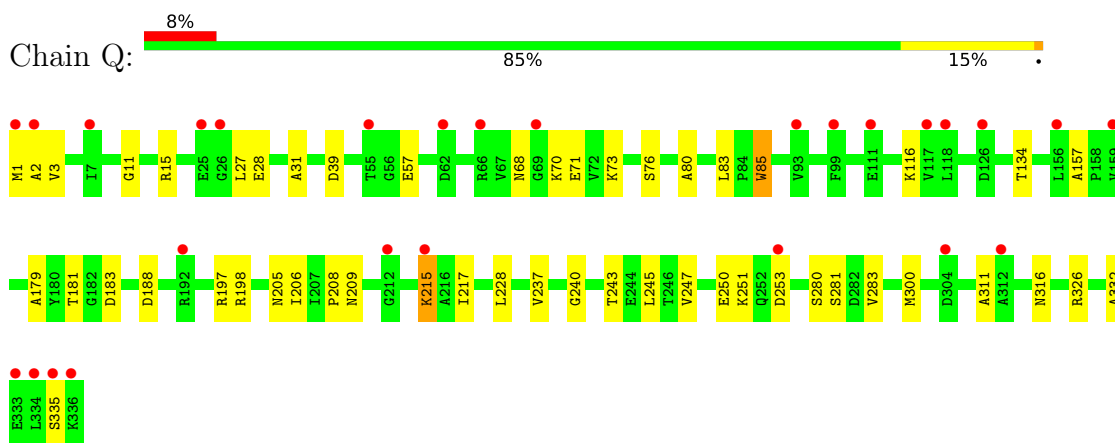 8%
Chain Q:
85% 15% •
M1 A2 V3 I7 G11 R15 E25 G26 L27 E28 A31 D39 T55 G56 E57 D62 R66 V67 N68 G69 K70 E71 V72 K73 S76 A80 L83 P84 W85 V93 F99 E111 K116 V117 L118 D126 T134 L156 A157 P158 V159
A179 Y180 T181 G182 D183 D188 R192 R197 R198 N205 I206 I207 P208 N209 G212 K215 A216 I217 L228 V237 G240 T243 E244 L245 T246 V247 E250 K251 Q252 D253 S280 S281 D282 V283 M300 D304 A311 A312 N316 R326 A332
E333 L334 S335 K336